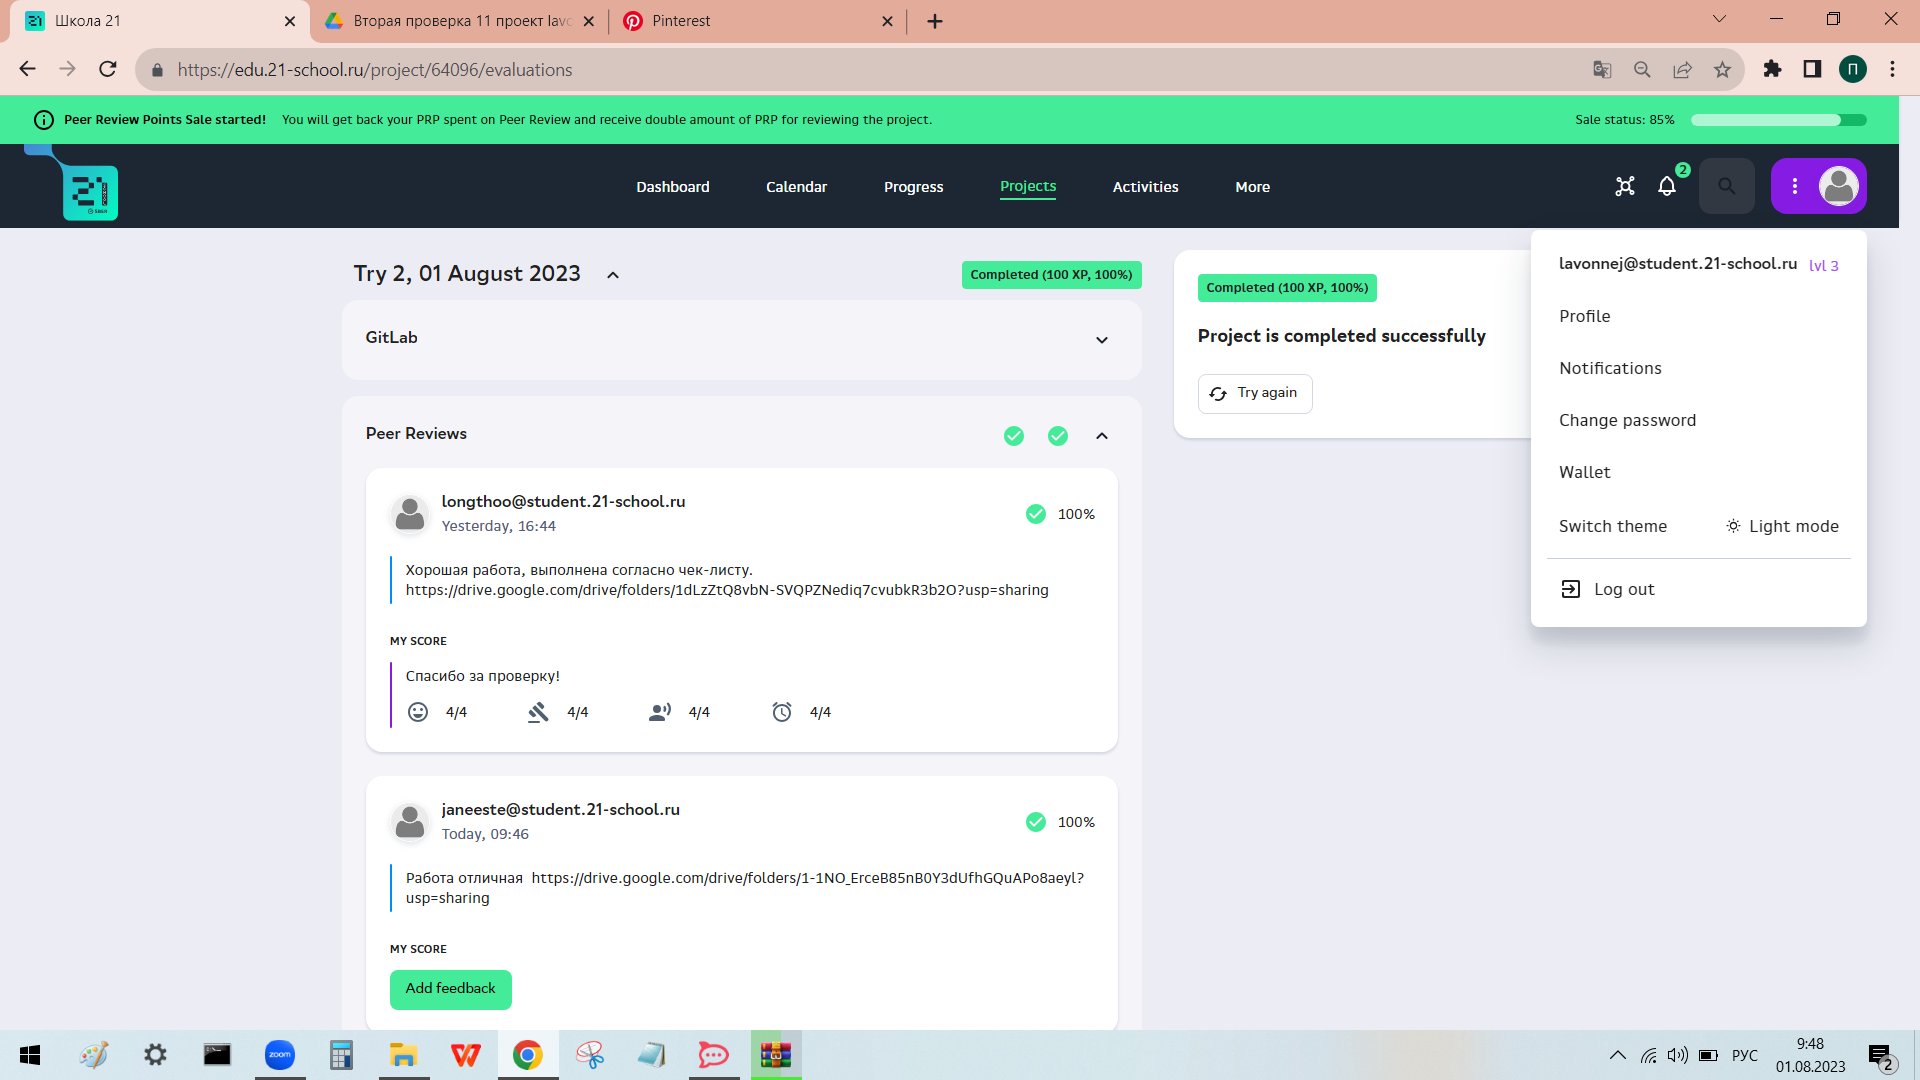 Школа 21
Вторая проверка 11 проект lavo
Pinterest
https://edu.21-school.ru/project/64096/evaluations
П
Peer Review Points Sale started! You will get back your PRP spent on Peer Review and receive double amount of PRP for reviewing the project.
Sale status: 85%
21
Dashboard
Calendar
Progress
Projects
Activities
More
2
Try 2, 01 August 2023
Completed (100 XP, 100%)
GitLab
Peer Reviews
longthoo@student.21-school.ru
Yesterday, 16:44
100%
Хорошая работа, выполнена согласно чек-листу.
https://drive.google.com/drive/folders/1dLzZtQ8vbN-SVQPZNediq7cvubkR3b2O?usp=sharing
MY SCORE
Спасибо за проверку!
4/4
4/4
4/4
4/4
janeeste@student.21-school.ru
Today, 09:46
100%
Работа отличная https://drive.google.com/drive/folders/1-1NO_ErceB85nB0Y3dUfhGQuAPo8aeyl?
usp=sharing
MY SCORE
Add feedback
Completed (100 XP, 100%)
Project is completed successfully
Try again
lavonnej@student.21-school.ru lvl 3
Profile
Notifications
Change password
Wallet
Switch theme
Light mode
Log out
zoom
РУС
9:48
01.08.2023
2